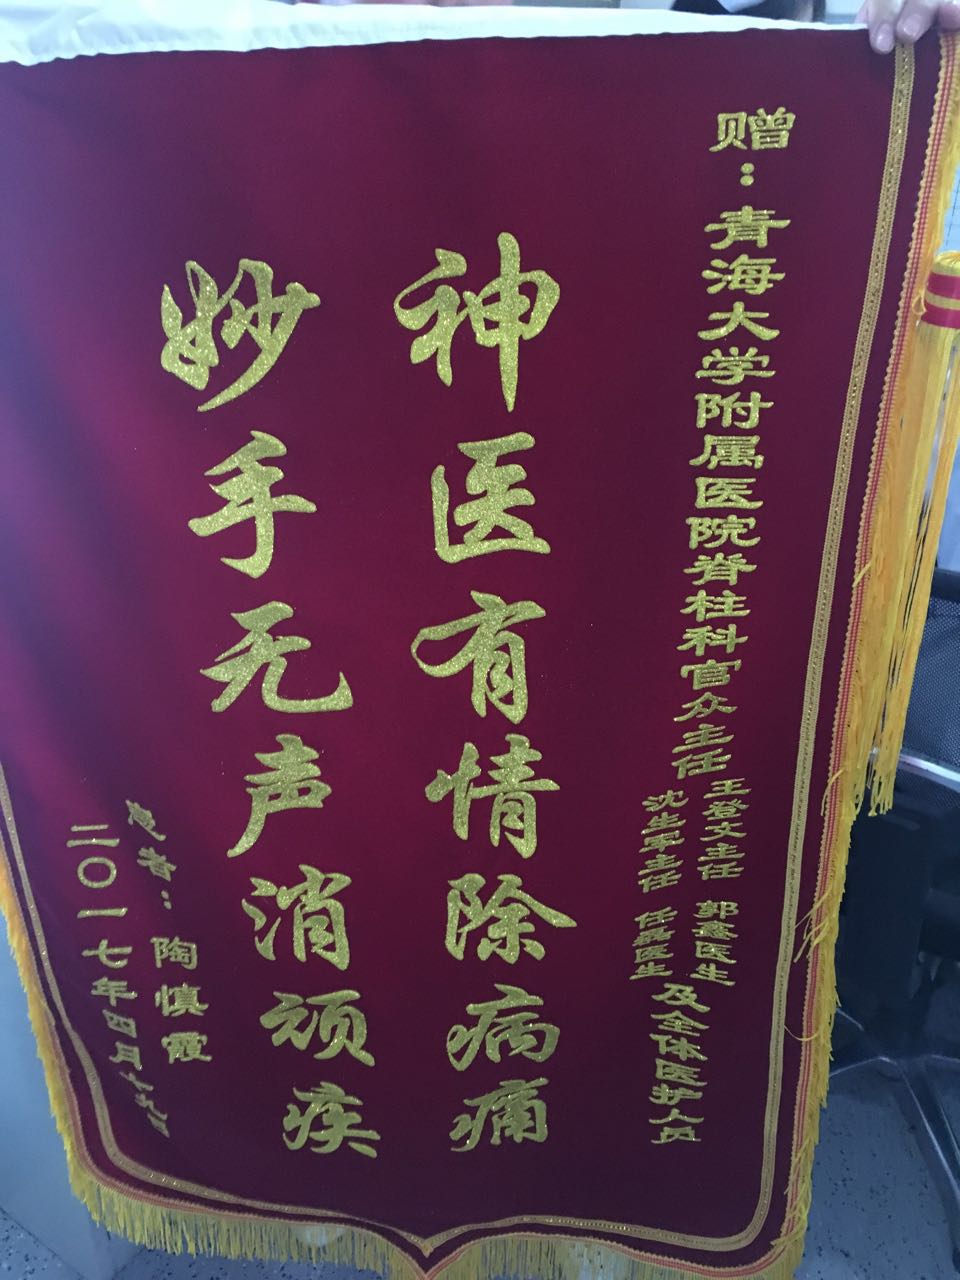 赠：青海大学附属医院脊柱科官众主任
王登文主任 郭鑫医生
沈生军主任 任磊医生
及全体医护人员
神医有情除病痛
妙手无声消顽疾
患者：陶慎霞
二〇一七年四月十九日